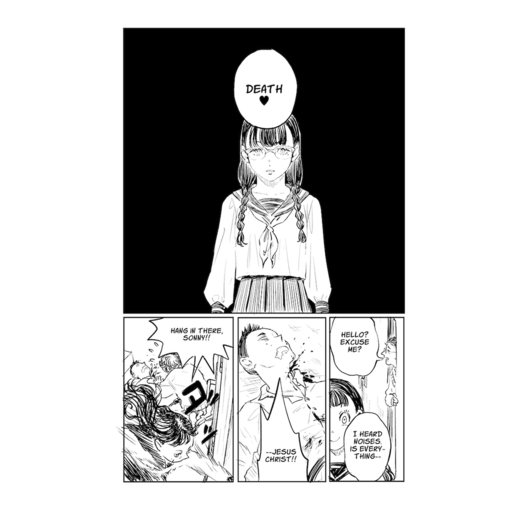 DEATH
♥
HANG IN THERE,
SONNY!!
--JESUS
CHRIST!!
HELLO?
EXCUSE
ME?
I HEARD
NOISES.
IS EVERY-
THING--